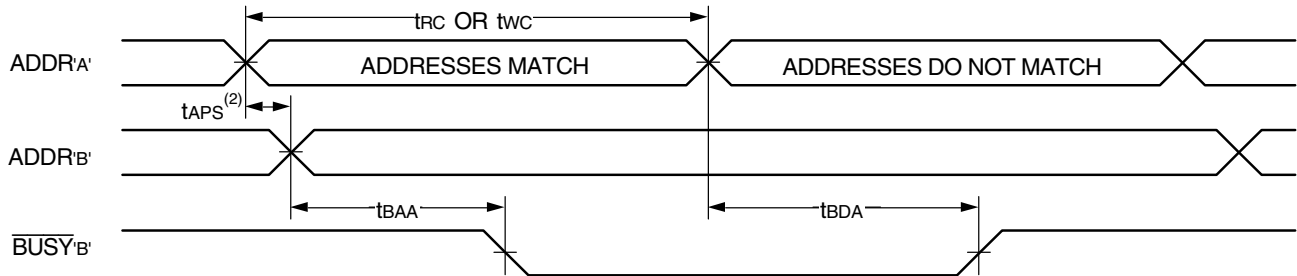 tRC OR tWC
ADDR'A'
ADDRESSES MATCH
ADDRESSES DO NOT MATCH
tAPS(2)
ADDR'B'
tBAA
tBDA
BUSY'B'